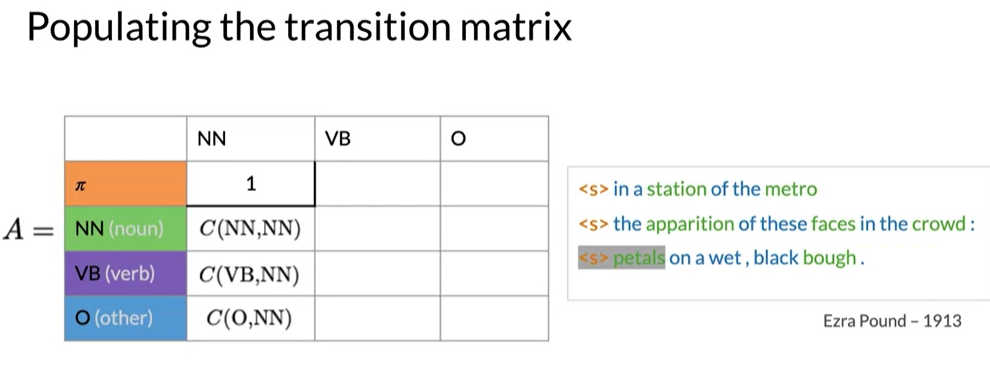 Populating the transition matrix
NN VB O
π 1
A = NN (noun) C(NN,NN)
VB (verb) C(VB,NN)
O (other) C(O,NN)
<s> in a station of the metro
<s> the apparition of these faces in the crowd :
<s> petals on a wet , black bough .
Ezra Pound – 1913